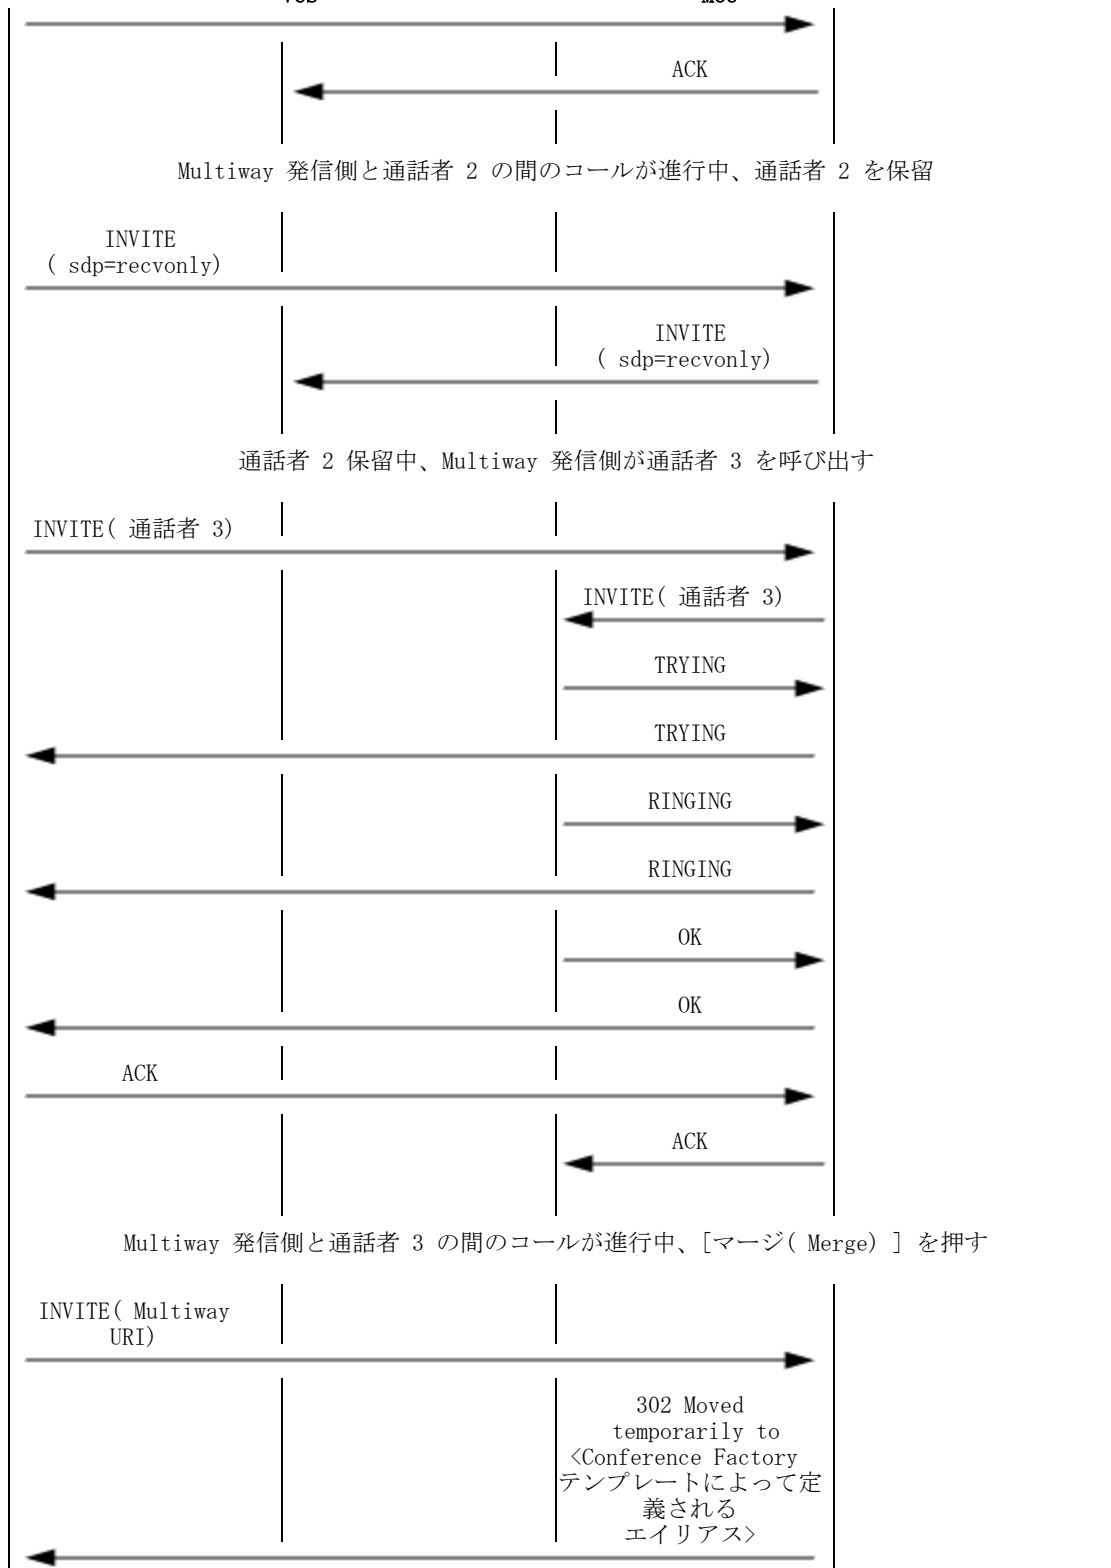 ACK
Multiway 発信側と通話者 2 の間のコールが進行中、通話者 2 を保留
INVITE
( sdp=recvonly)
INVITE
( sdp=recvonly)
通話者 2 保留中、Multiway 発信側が通話者 3 を呼び出す
INVITE( 通話者 3)
INVITE( 通話者 3)
TRYING
TRYING
RINGING
RINGING
OK
OK
ACK
ACK
Multiway 発信側と通話者 3 の間のコールが進行中、[マージ( Merge) ] を押す
INVITE( Multiway
URI)
302 Moved
temporarily to
<Conference Factory
テンプレートによって定
義される
エイリアス>